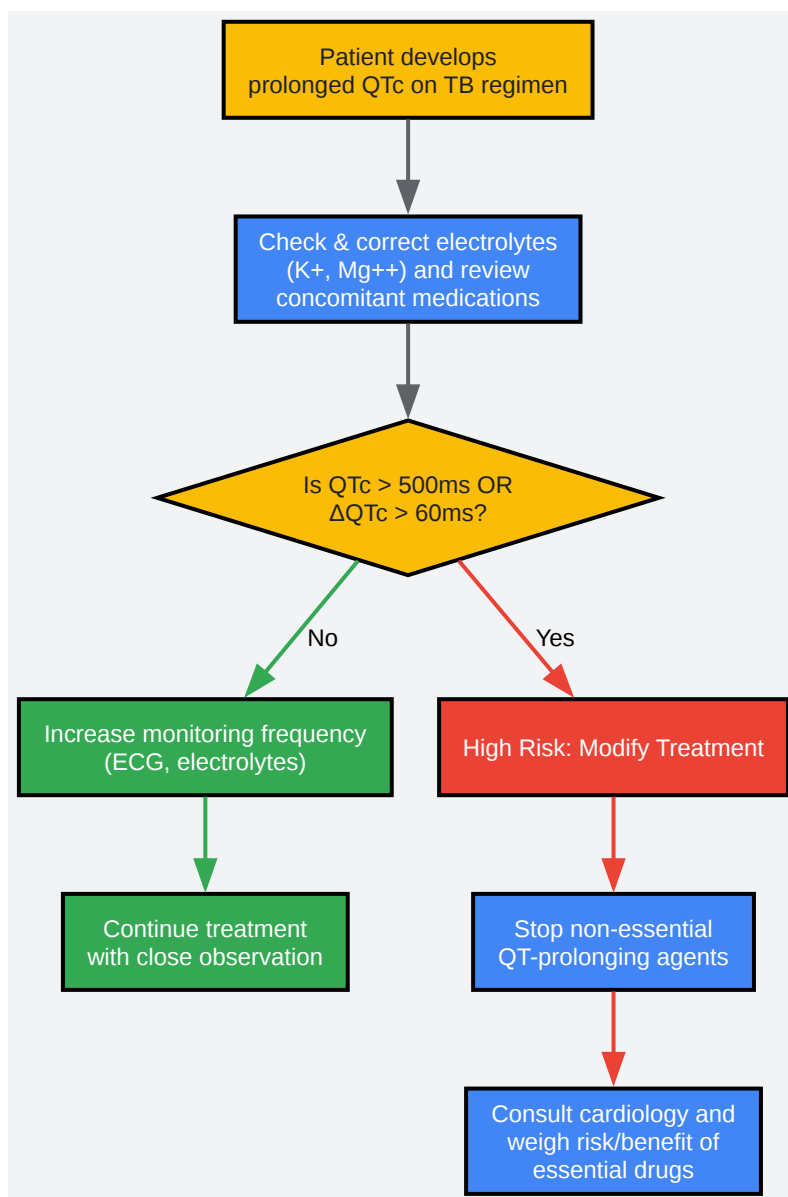 Patient develops
prolonged QTc on TB regimen
Check & correct electrolytes
(K+, Mg++) and review
concomitant medications
Is QTc > 500ms OR
ΔQTc > 60ms?
No
Yes
Increase monitoring frequency
(ECG, electrolytes)
High Risk: Modify Treatment
Continue treatment
with close observation
Stop non-essential
QT-prolonging agents
Consult cardiology and
weigh risk/benefit of
essential drugs